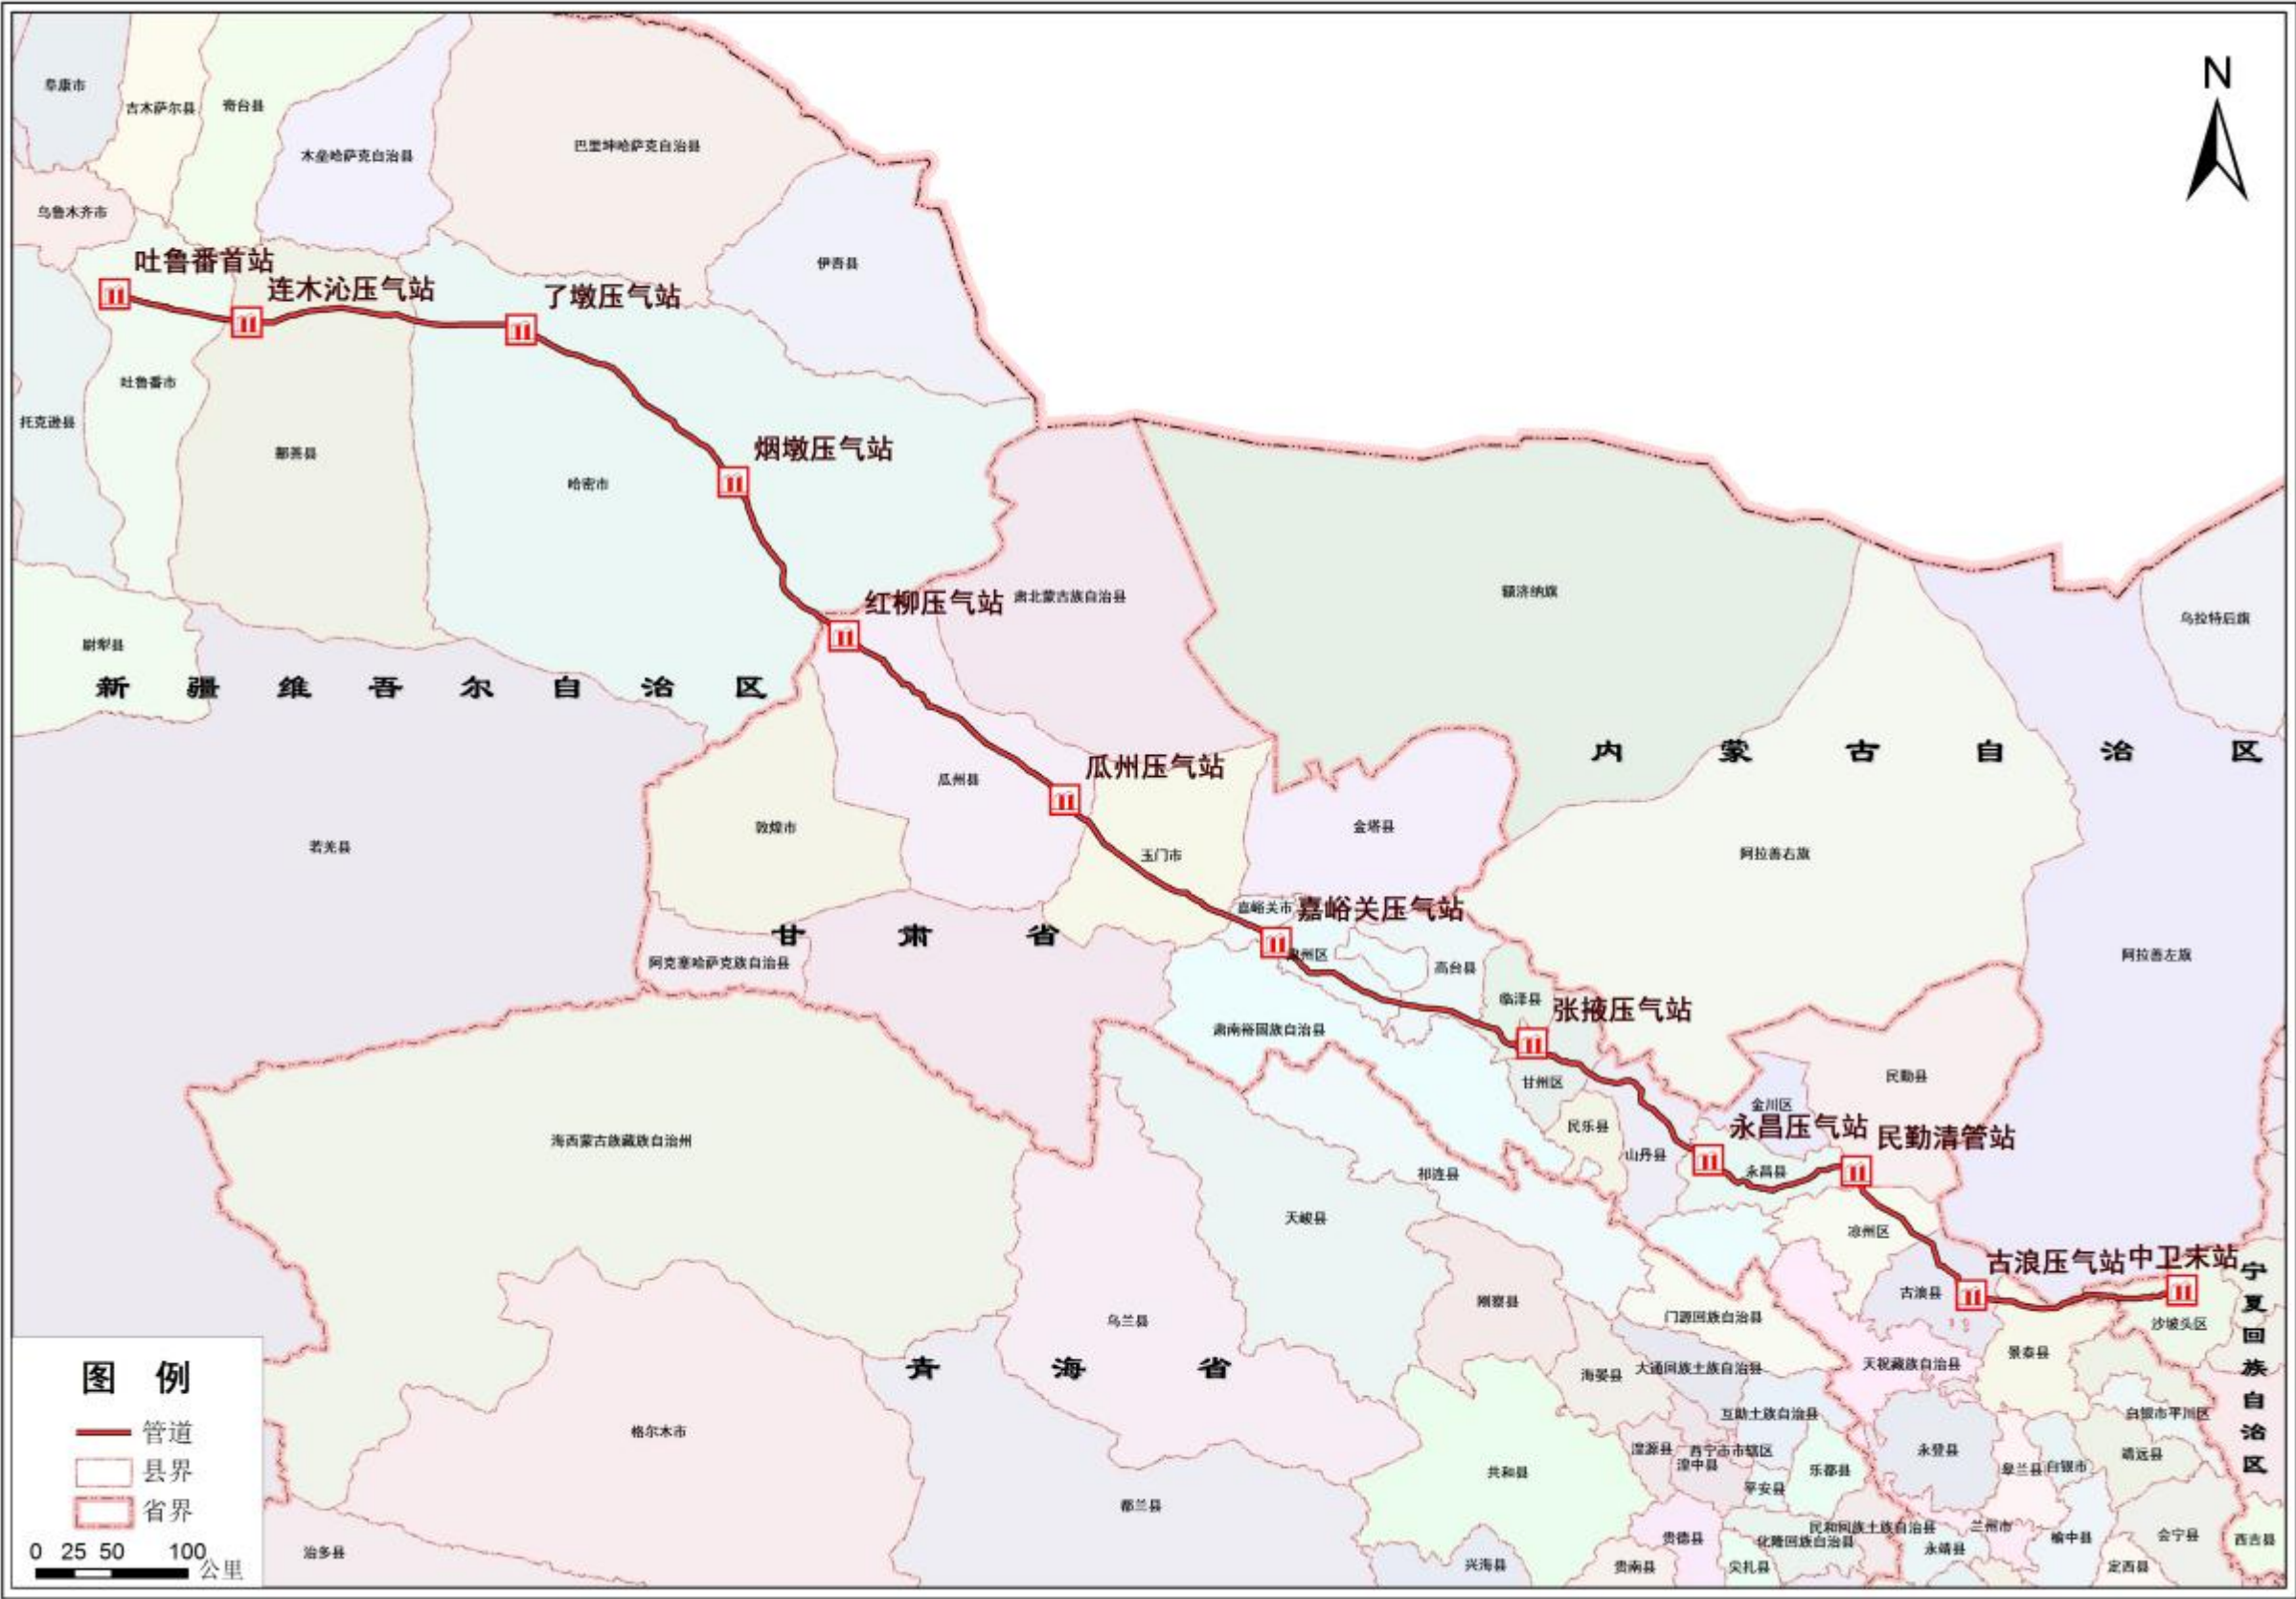 N
阜康市
吉木萨尔县
奇台县
木垒哈萨克自治县
巴里坤哈萨克自治县
乌鲁木齐市
伊吾县
吐鲁番首站
连木沁压气站
了墩压气站
吐鲁番市
托克逊县
鄯善县
哈密市
烟墩压气站
红柳压气站
肃北蒙古族自治县
额济纳旗
乌拉特后旗
尉犁县
新疆维吾尔自治区
内蒙古自治区
瓜州压气站
瓜州县
敦煌市
玉门市
金塔县
阿拉善右旗
若羌县
嘉峪关市
嘉峪关压气站
甘肃省
肃州区
高台县
阿拉善左旗
阿克塞哈萨克族自治县
临泽县
张掖压气站
肃南裕固族自治县
甘州区
民勤县
金川区
民乐县
永昌压气站
民勤清管站
海西蒙古族藏族自治州
山丹县
永昌县
祁连县
天峻县
凉州区
古浪压气站
中卫末站
宁夏回族自治区
古浪县
刚察县
门源回族自治县
沙坡头区
乌兰县
青海省
海晏县
大通回族土族自治县
天祝藏族自治县
景泰县
互助土族自治县
白银市平川区
格尔木市
共和县
湟源县
西宁市市辖区
湟中县
乐都县
永登县
皋兰县
白银市
靖远县
平安县
都兰县
贵德县
民和回族土族自治县
化隆回族自治县
兰州市
永靖县
榆中县
会宁县
西吉县
治多县
兴海县
贵南县
尖扎县
定西县
图 例
管道
县界
省界
0 25 50 100
公里